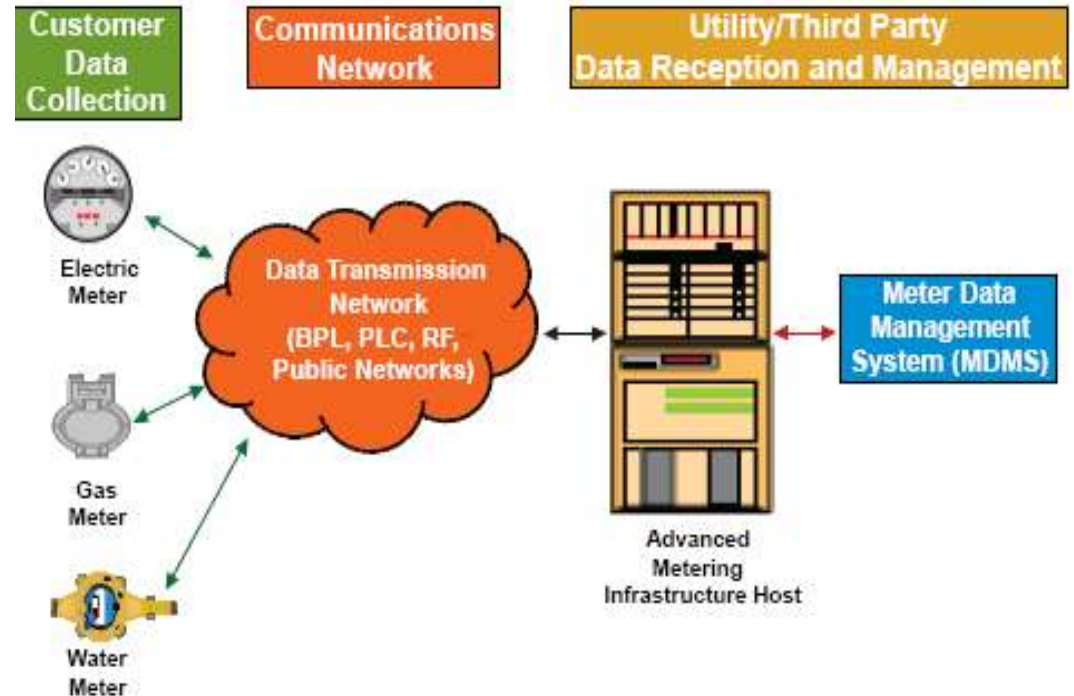 Customer
Data
Collection
Communications
Network
Utility/Third Party
Data Reception and Management
Electric
Meter
Gas
Meter
Water
Meter
Data Transmission
Network
(BPL, PLC, RF,
Public Networks)
Advanced
Metering
Infrastructure Host
Meter Data
Management
System (MDMS)